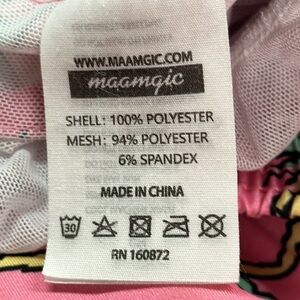 WWW.MAAMGIC.COM
maamgic
SHELL: 100% POLYESTER
MESH: 94% POLYESTER
6% SPANDEX
MADE IN CHINA
30
RN 160872